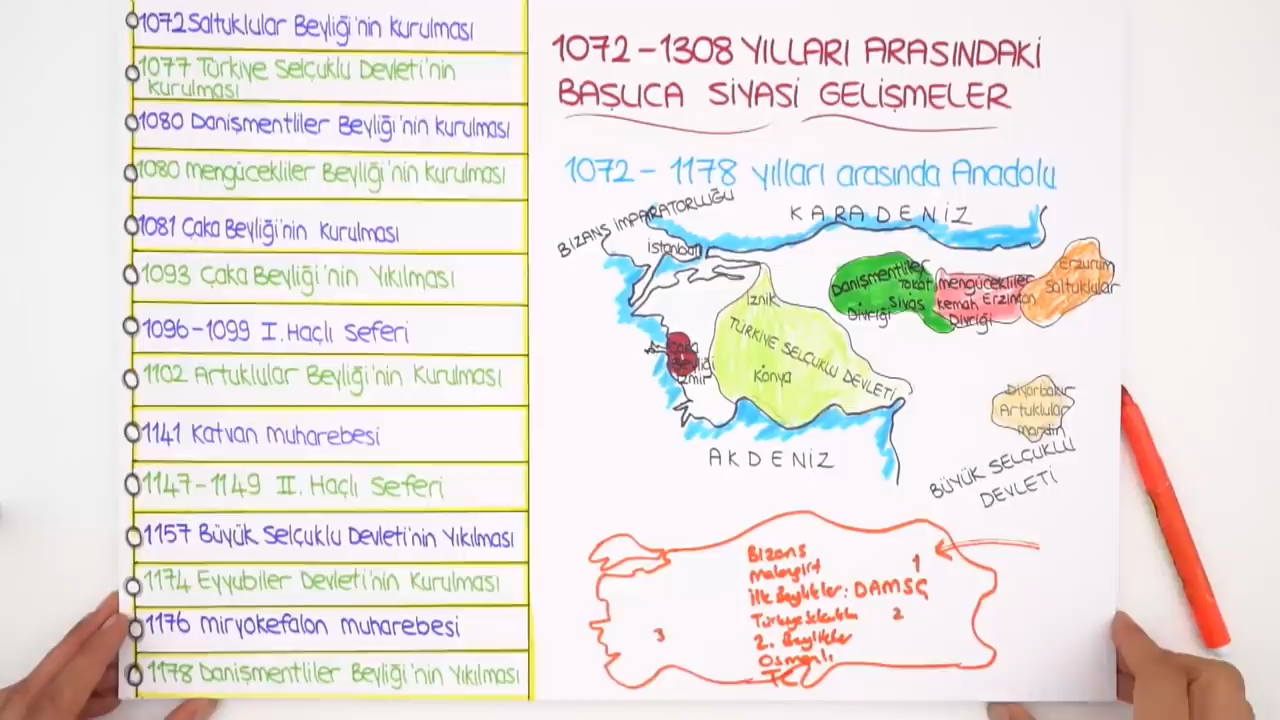 1072 Saltuklular Beyliği'nin kurulması
1077 Türkiye Selçuklu Devleti'nin
kurulması
1080 Danişmentliler Beyliği'nin kurulması
1080 mengücekliler Beyliği'nin kurulması
1081 Çaka Beyliği'nin kurulması
1093 Çaka Beyliği'nin Yıkılması
1096-1099 I. Haçlı Seferi
1102 Artuklular Beyliği'nin Kurulması
1141 Katvan muharebesi
1147-1149 II. Haçlı Seferi
1157 Büyük Selçuklu Devleti'nin Yıkılması
1174 Eyyubiler Devleti'nin Kurulması
1176 miryokefalon muharebesi
1178 Danişmentliler Beyliği'nin Yıkılması
1072-1308 YILLARI ARASINDAKİ
BAŞLICA SİYASİ GELİŞMELER
1072-1178 yılları arasında Anadolu
BİZANS İMPARATORLUĞU
KARADENİZ
istanbul
Danişmentliler
Tokat
Sivas
Divriği
mengücekliler
kemah Erzincan
Divriği
Erzurum
Saltuklular
İznik
TÜRKİYE SELÇUKLU DEVLETİ
Konya
Çaka
Beyliği
İzmir
AKDENİZ
Diyarbakır
Artuklular
mardin
BÜYÜK SELÇUKLU
DEVLETİ
Bizans
Malazgirt
1
ilk Beylikler: DAMSÇ
Türkiye Selçuklu
2
2. Beylikler
3
Osmanlı
TC